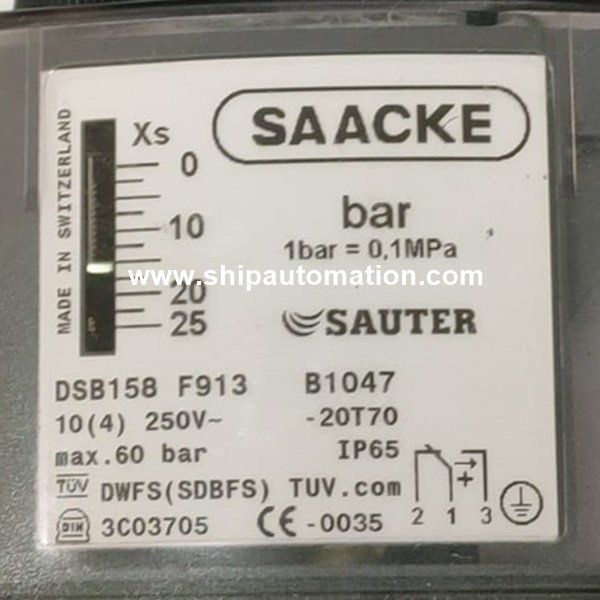 MADE IN SWITZERLAND
Xs
0
10
20
25
SAACKE
bar
1bar = 0,1MPa
www.shipautomation.com
SAUTER
DSB158 F913 B1047
10(4) 250V~ -20T70
max.60 bar IP65
TÜV DWFS(SDBFS) TUV.com
DIN 3C03705 CE-0035
2 1 3